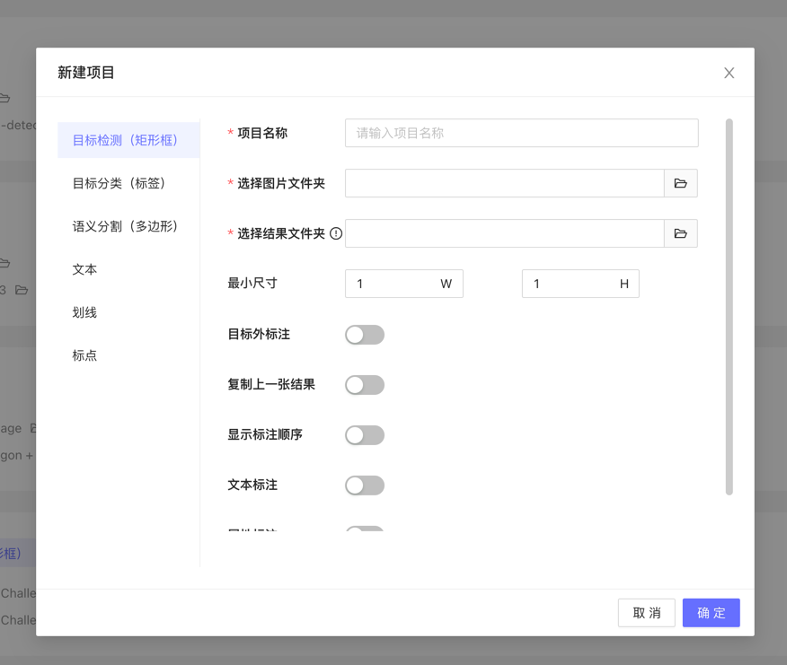 新建项目
目标检测（矩形框）
目标分类（标签）
语义分割（多边形）
文本
划线
标点
* 项目名称
请输入项目名称
* 选择图片文件夹
* 选择结果文件夹
最小尺寸
1 W
1 H
目标外标注
复制上一张结果
显示标注顺序
文本标注
取 消
确 定
-detec
3
age
gon +
形框）
Challe
Challe